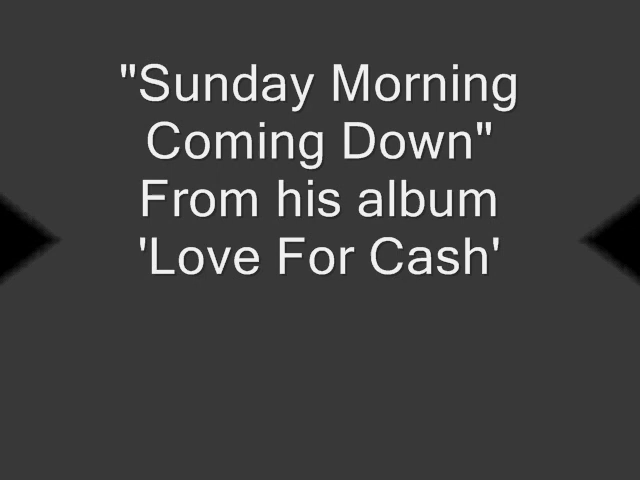 "Sunday Morning
Coming Down"
From his album
'Love For Cash'